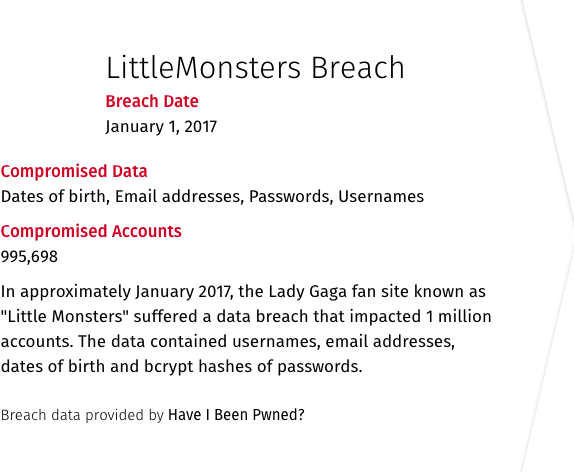 LittleMonsters Breach
Breach Date
January 1, 2017
Compromised Data
Dates of birth, Email addresses, Passwords, Usernames
Compromised Accounts
995,698
In approximately January 2017, the Lady Gaga fan site known as
"Little Monsters" suffered a data breach that impacted 1 million
accounts. The data contained usernames, email addresses,
dates of birth and bcrypt hashes of passwords.
Breach data provided by Have I Been Pwned?